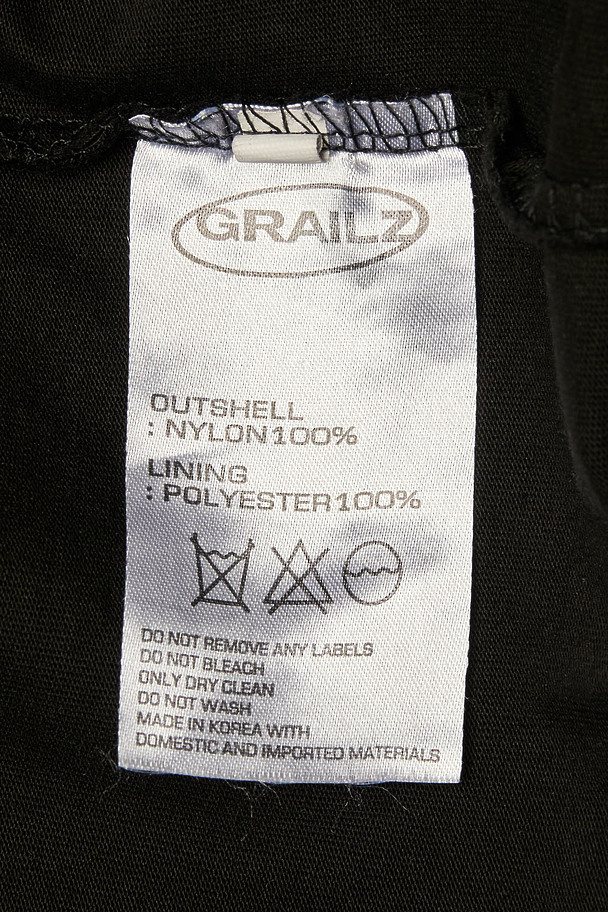 GRAILZ
OUTSHELL
: NYLON100%
LINING
: POLYESTER100%
DO NOT REMOVE ANY LABELS
DO NOT BLEACH
ONLY DRY CLEAN
DO NOT WASH
MADE IN KOREA WITH
DOMESTIC AND IMPORTED MATERIALS